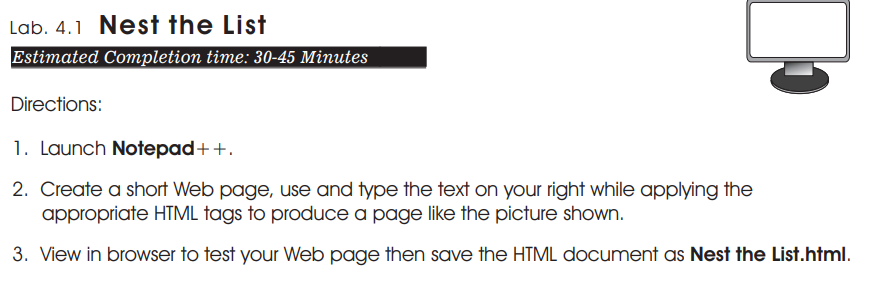 Lab. 4.1 Nest the List
Estimated Completion time: 30-45 Minutes
Directions:
1. Launch Notepad++.
2. Create a short Web page, use and type the text on your right while applying the
appropriate HTML tags to produce a page like the picture shown.
3. View in browser to test your Web page then save the HTML document as Nest the List.html.